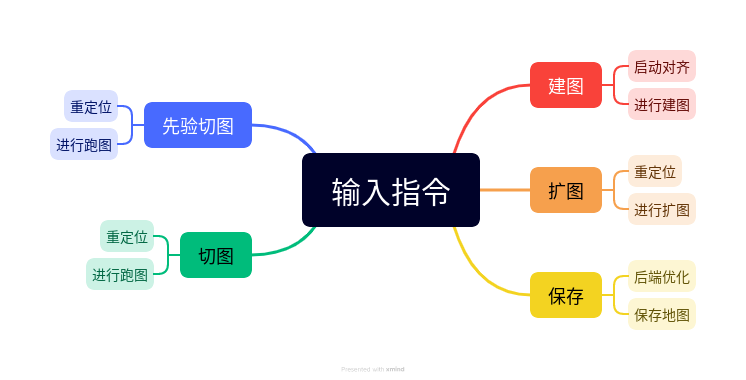 输入指令
建图
启动对齐
进行建图
扩图
重定位
进行扩图
保存
后端优化
保存地图
先验切图
重定位
进行跑图
切图
重定位
进行跑图
Presented with xmind